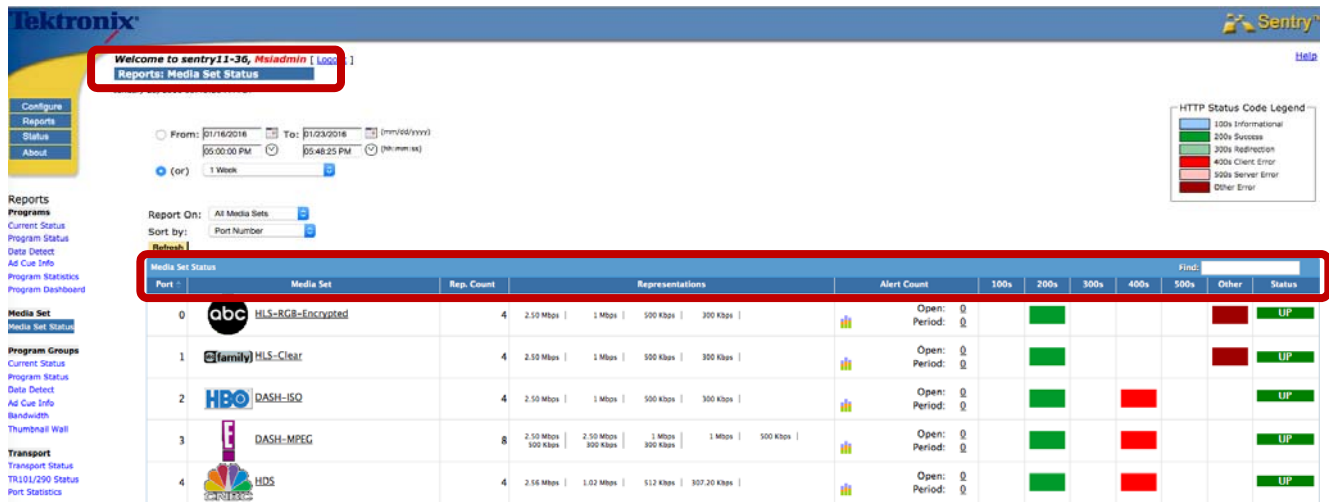 Tektronix
Sentry
Welcome to sentry11-36, Msiadmin [ ]
Help
Reports: Media Set Status
Configure
Reports
Status
About
HTTP Status Code Legend
100s Informational
200s Success
300s Redirection
400s Client Error
500s Server Error
Other Error
From: 01/16/2016 To: 01/23/2016 (mm/dd/yyyy)
05:00:00 PM 05:48:25 PM (hh:mm:ss)
(or) 1 Week
Report On: All Media Sets
Sort by: Port Number
Refresh
Reports
Programs
Current Status
Program Status
Data Detect
Ad Cue Info
Program Statistics
Program Dashboard
Media Set
Media Set Status
Program Groups
Current Status
Program Status
Data Detect
Ad Cue Info
Bandwidth
Thumbnail Wall
Transport
Transport Status
TR101/290 Status
Port Statistics
Media Set Status Find:
Port Media Set Rep. Count Representations Alert Count 100s 200s 300s 400s 500s Other Status
0 abc HLS-RGB-Encrypted 4 2.50 Mbps | 1 Mbps | 500 Kbps | 300 Kbps | Open: 0 UP
Period: 0
1 abc family HLS-Clear 4 2.50 Mbps | 1 Mbps | 500 Kbps | 300 Kbps | Open: 0 UP
Period: 0
2 HBO DASH-ISO 4 2.50 Mbps | 1 Mbps | 500 Kbps | 300 Kbps | Open: 0 UP
Period: 0
3 E! DASH-MPEG 8 2.50 Mbps | 2.50 Mbps | 1 Mbps | 1 Mbps | 500 Kbps | Open: 0 UP
500 Kbps | 300 Kbps | 300 Kbps | Period: 0
4 CNBC HDS 4 2.56 Mbps | 1.02 Mbps | 512 Kbps | 307.20 Kbps | Open: 0 UP
Period: 0